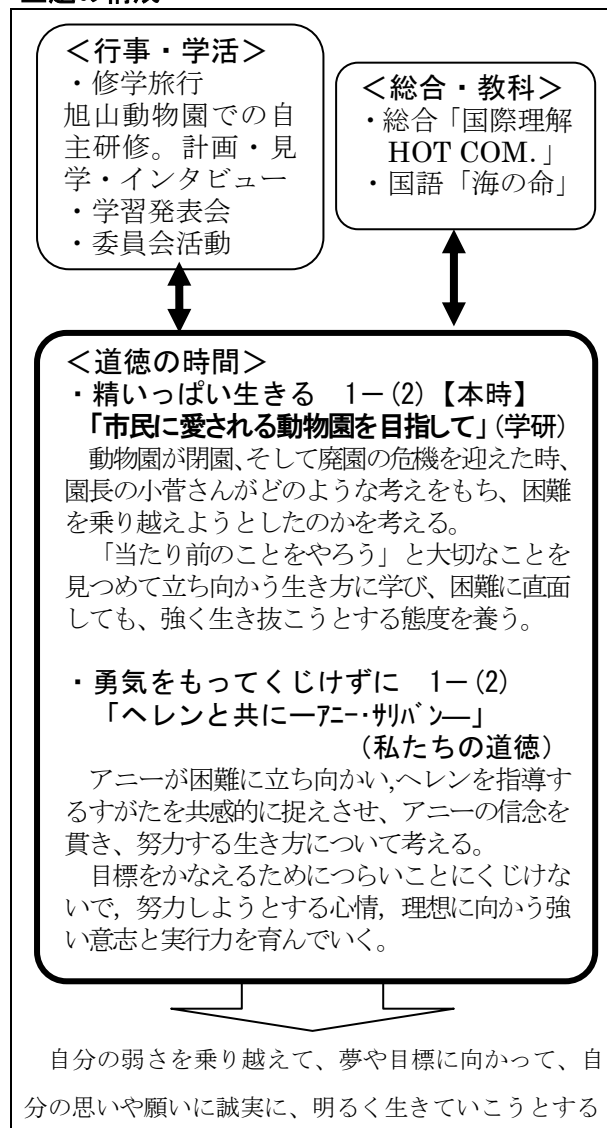 <行事・学活>
・修学旅行
旭山動物園での自
主研修。計画・見
学・インタビュー
・学習発表会
・委員会活動
<総合・教科>
・総合「国際理解
HOT COM.」
・国語「海の命」
<道徳の時間>
・精いっぱい生きる 1-(2)【本時】
「市民に愛される動物園を目指して」(学研)
動物園が閉園、そして廃園の危機を迎えた時、
園長の小菅さんがどのような考えをもち、困難
を乗り越えようとしたのかを考える。
「当たり前のことをやろう」と大切なことを
見つめて立ち向かう生き方に学び、困難に直面
しても、強く生き抜こうとする態度を養う。
・勇気をもってくじけずに 1-(2)
「ヘレンと共に―アニー・サリバン―」
(私たちの道徳)
アニーが困難に立ち向かい,ヘレンを指導す
るすがたを共感的に捉えさせ、アニーの信念を
貫き、努力する生き方について考える。
目標をかなえるためにつらいことにくじけな
いで,努力しようとする心情,理想に向かう強
い意志と実行力を育んでいく。
自分の弱さを乗り越えて、夢や目標に向かって、自
分の思いや願いに誠実に、明るく生きていこうとする